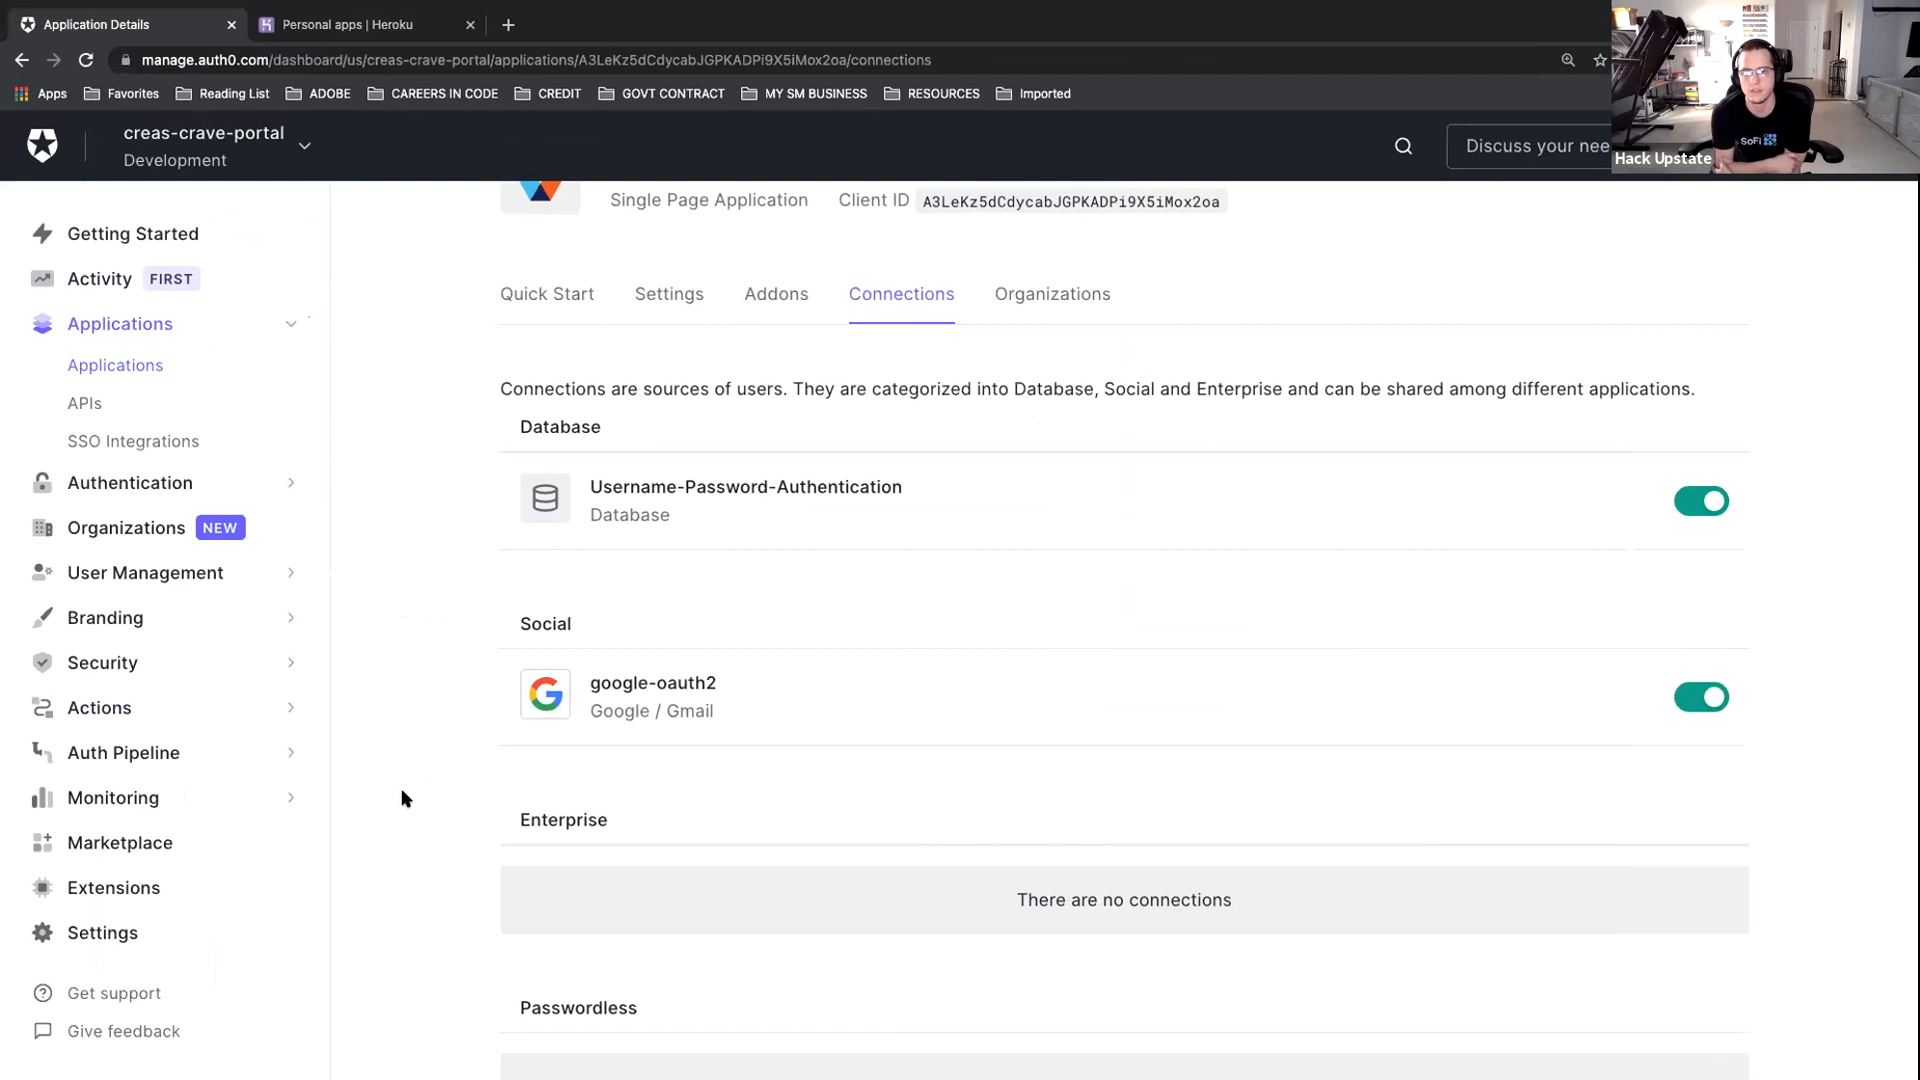 Application Details
Personal apps | Heroku
manage.auth0.com/dashboard/us/creas-crave-portal/applications/A3LeKz5dCdycabJGPKADPi9X5iMox2oa/connections
Apps
Favorites
Reading List
ADOBE
CAREERS IN CODE
CREDIT
GOVT CONTRACT
MY SM BUSINESS
RESOURCES
Imported
creas-crave-portal
Development
Discuss your nee
SoFi
Hack Upstate
Getting Started
Activity FIRST
Applications
Applications
APIs
SSO Integrations
Authentication
Organizations NEW
User Management
Branding
Security
Actions
Auth Pipeline
Monitoring
Marketplace
Extensions
Settings
Get support
Give feedback
Single Page Application
Client ID A3LeKz5dCdycabJGPKADPi9X5iMox2oa
Quick Start
Settings
Addons
Connections
Organizations
Connections are sources of users. They are categorized into Database, Social and Enterprise and can be shared among different applications.
Database
Username-Password-Authentication
Database
Social
google-oauth2
Google / Gmail
Enterprise
There are no connections
Passwordless